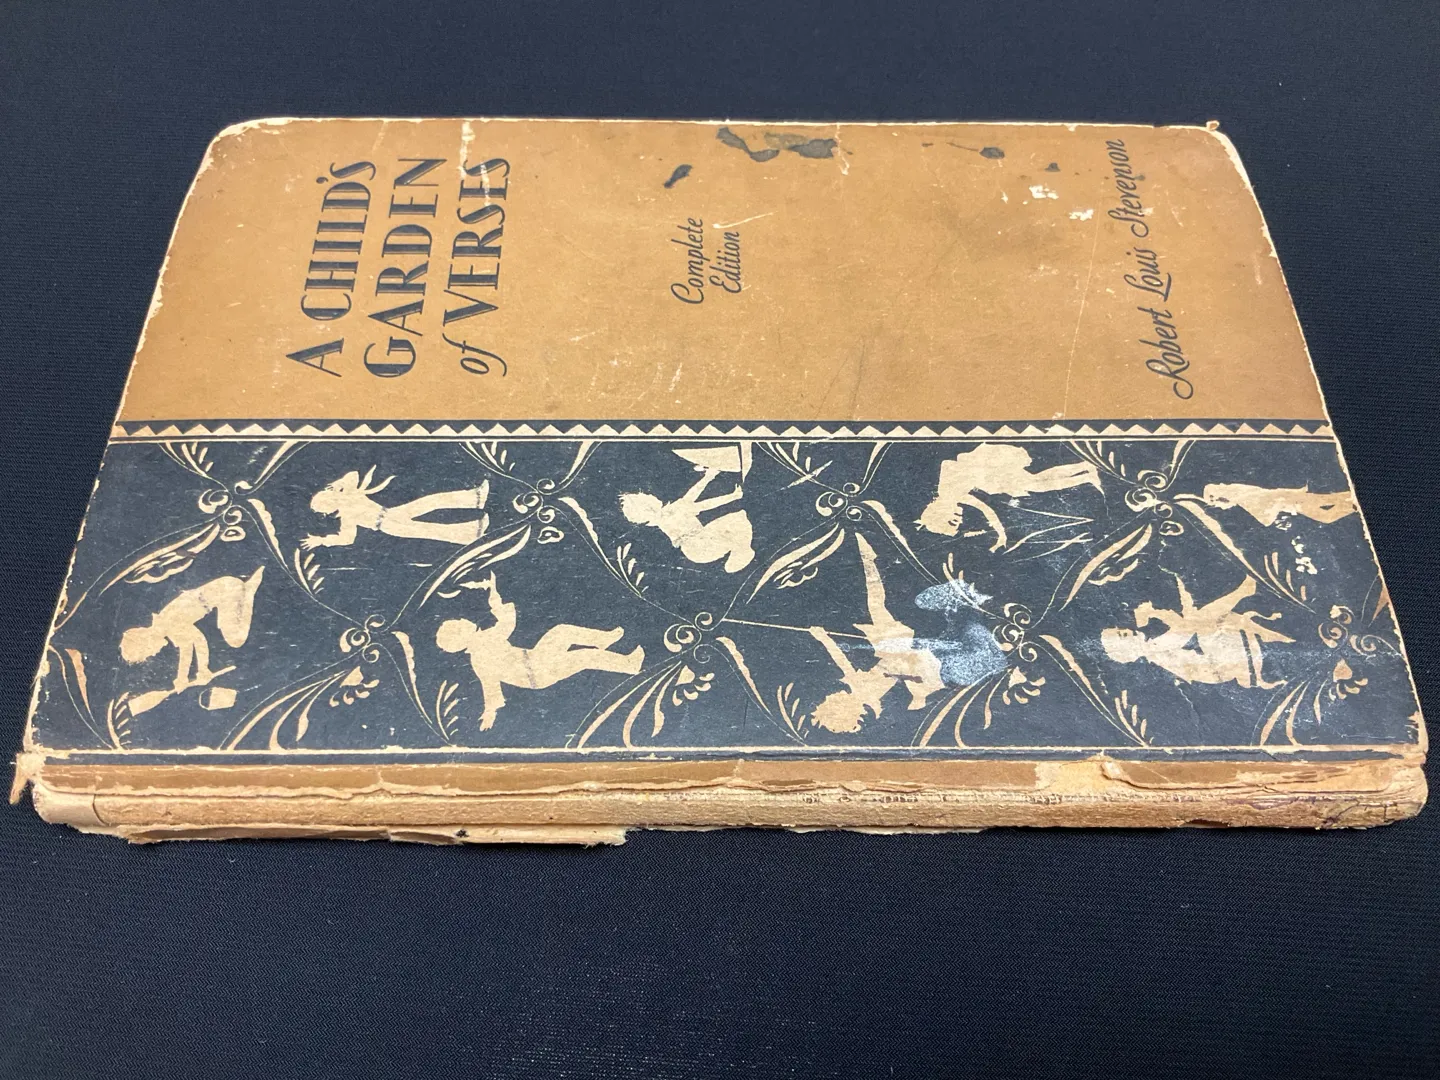 A CHILD'S
GARDEN
of VERSES
Complete
Edition
Robert Louis Stevenson